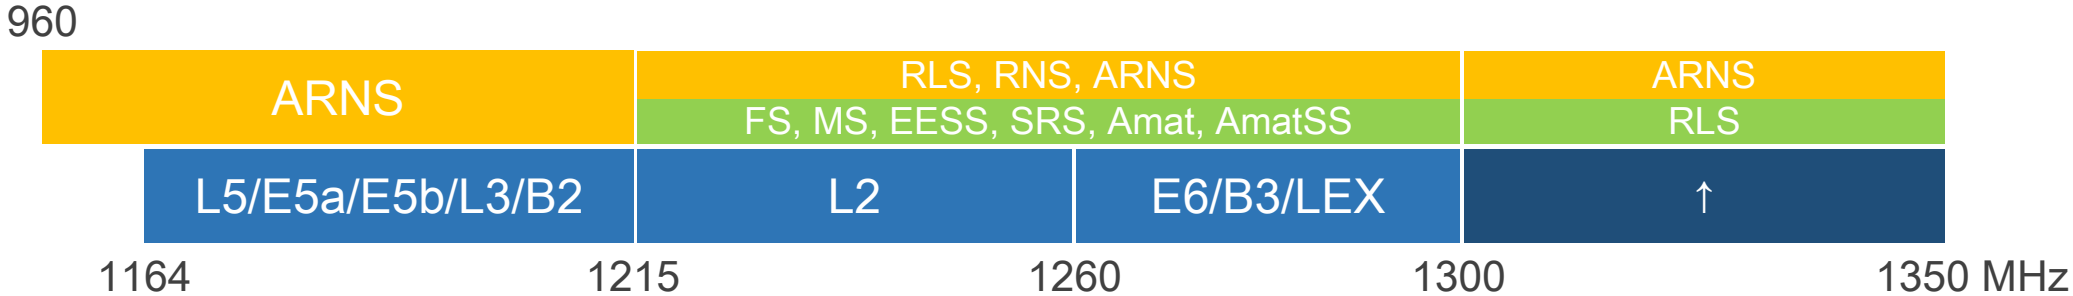 960
ARNS
RLS, RNS, ARNS
ARNS
FS, MS, EESS, SRS, Amat, AmatSS
RLS
L5/E5a/E5b/L3/B2
L2
E6/B3/LEX
↑
1164
1215
1260
1300
1350 MHz